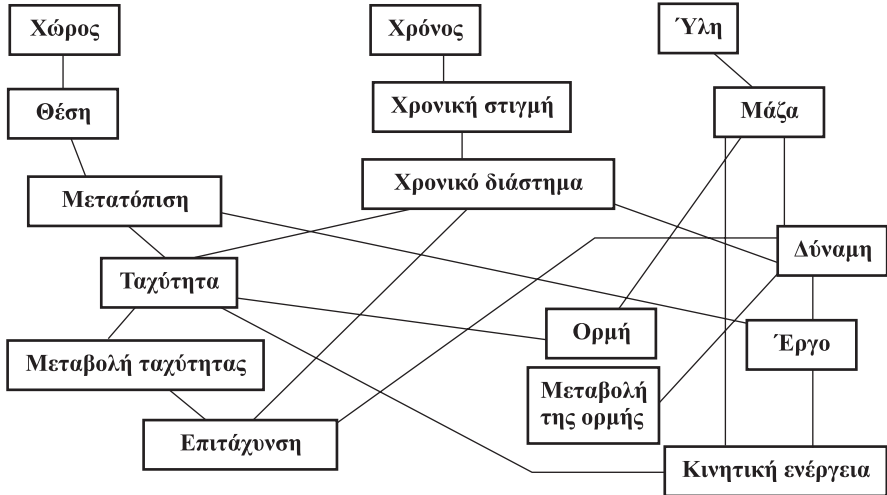 Χώρος
Χρόνος
Ύλη
Θέση
Χρονική στιγμή
Μάζα
Χρονικό διάστημα
Μετατόπιση
Δύναμη
Ταχύτητα
Ορμή
Έργο
Μεταβολή ταχύτητας
Μεταβολή
της ορμής
Επιτάχυνση
Κινητική ενέργεια